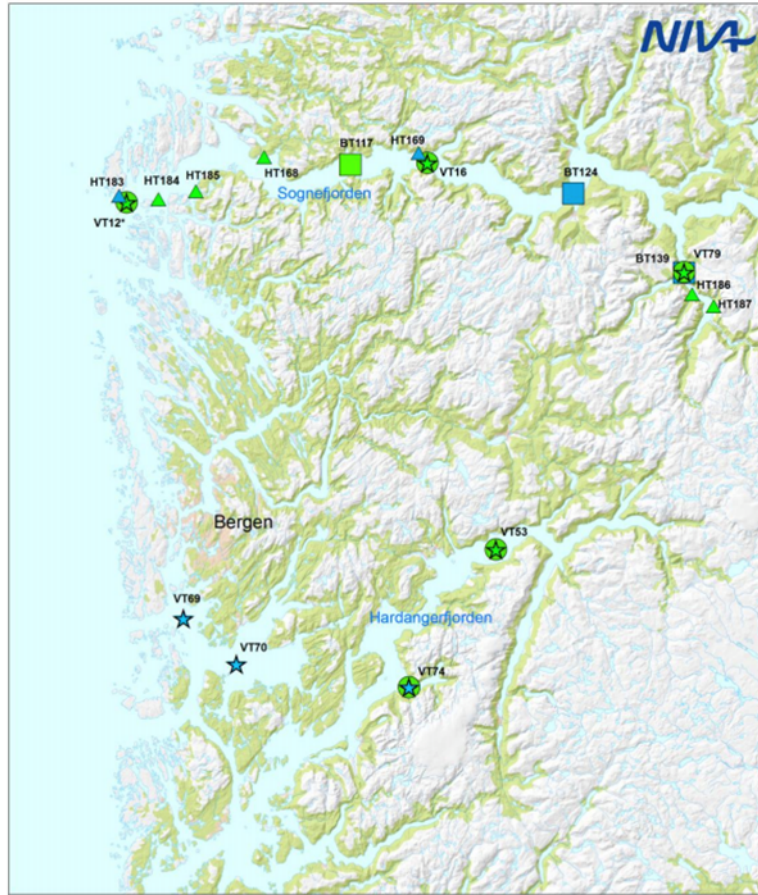 NIVA
HT169
BT117
VT16
HT168
BT124
HT185
HT183
HT184
Sognefjorden
VT12*
VT79
BT139
HT186
HT187
Bergen
VT53
VT69
Hardangerfjorden
VT70
VT74